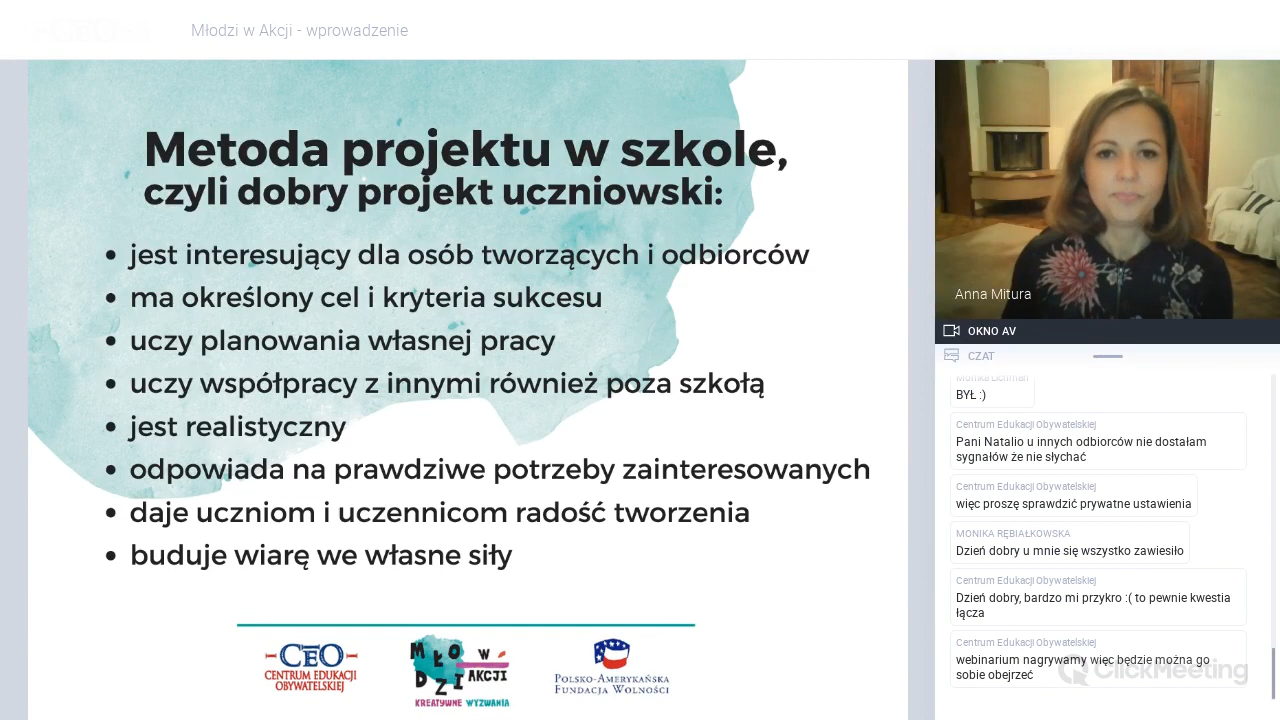 Młodzi w Akcji - wprowadzenie
Metoda projektu w szkole,
czyli dobry projekt uczniowski:
• jest interesujący dla osób tworzących i odbiorców
• ma określony cel i kryteria sukcesu
• uczy planowania własnej pracy
• uczy współpracy z innymi również poza szkołą
• jest realistyczny
• odpowiada na prawdziwe potrzeby zainteresowanych
• daje uczniom i uczennicom radość tworzenia
• buduje wiarę we własne siły
CEO
CENTRUM EDUKACJI
OBYWATELSKIEJ
MŁODZI W AKCJI
KREATYWNE WYZWANIA
POLSKO-AMERYKAŃSKA
FUNDACJA WOLNOŚCI
Anna Mitura
OKNO AV
CZAT
BYŁ :)
Centrum Edukacji Obywatelskiej
Pani Natalio u innych odbiorców nie dostałam
sygnałów że nie słychać
Centrum Edukacji Obywatelskiej
więc proszę sprawdzić prywatne ustawienia
MONIKA RĘBIAŁKOWSKA
Dzień dobry u mnie się wszystko zawiesiło
Centrum Edukacji Obywatelskiej
Dzień dobry, bardzo mi przykro :( to pewnie kwestia
łącza
Centrum Edukacji Obywatelskiej
webinarium nagrywamy więc będzie można go
sobie obejrzeć
ClickMeeting